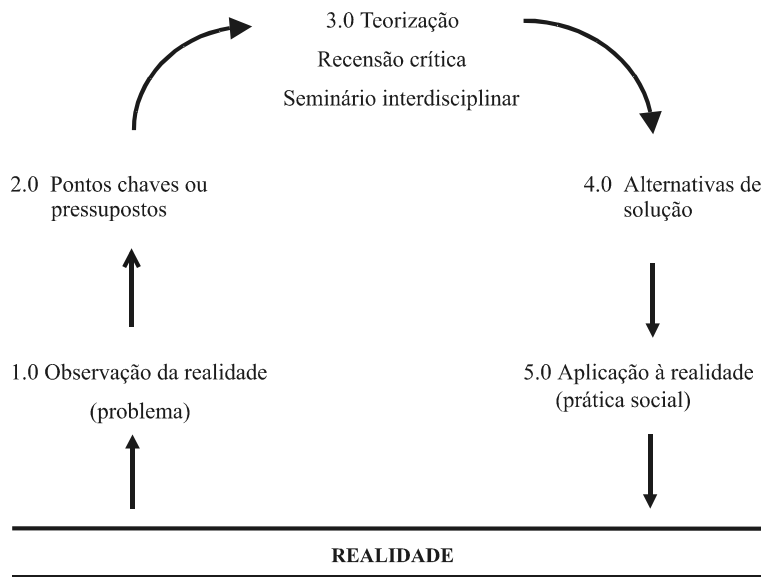 3.0 Teorização
Recensão crítica
Seminário interdisciplinar
2.0 Pontos chaves ou
pressupostos
4.0 Alternativas de
solução
1.0 Observação da realidade
(problema)
5.0 Aplicação à realidade
(prática social)
REALIDADE